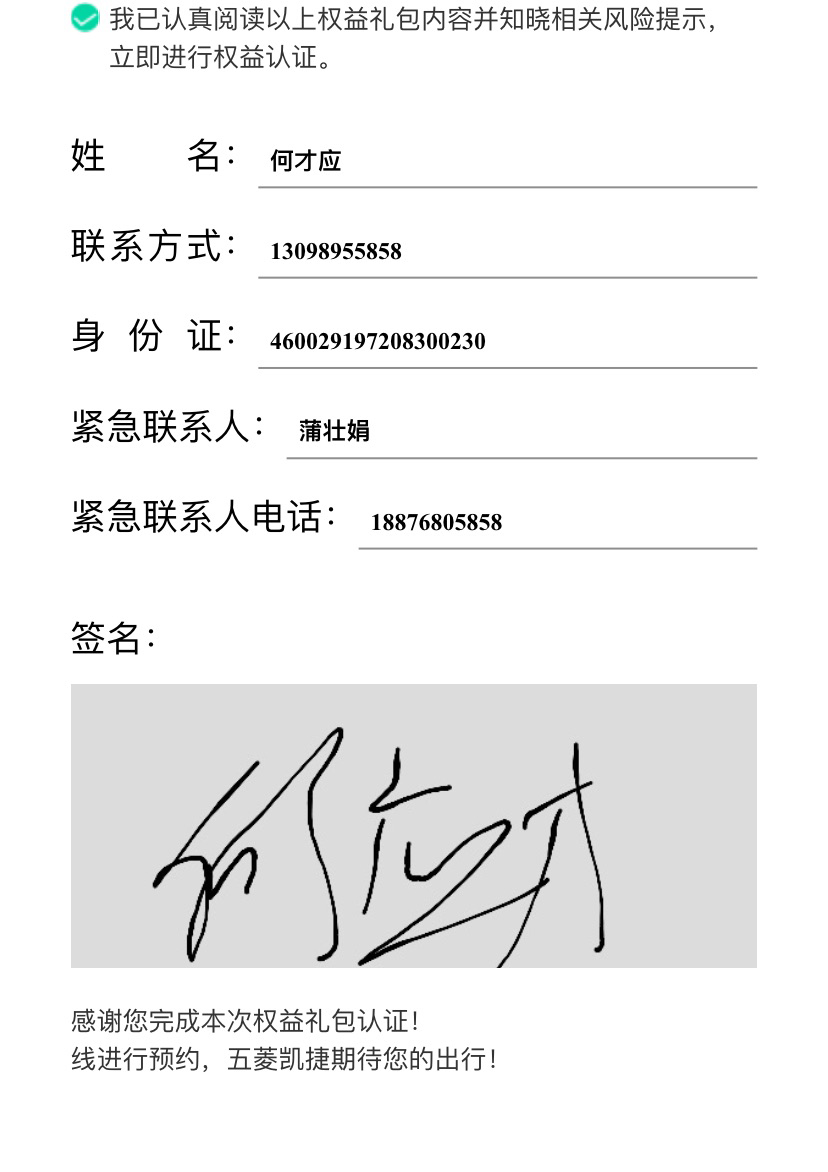 我已认真阅读以上权益礼包内容并知晓相关风险提示，
立即进行权益认证。
姓名：何才应
联系方式：13098955858
身份证：460029197208300230
紧急联系人：蒲壮娟
紧急联系人电话：18876805858
签名：
何应才
感谢您完成本次权益礼包认证！
线进行预约，五菱凯捷期待您的出行！